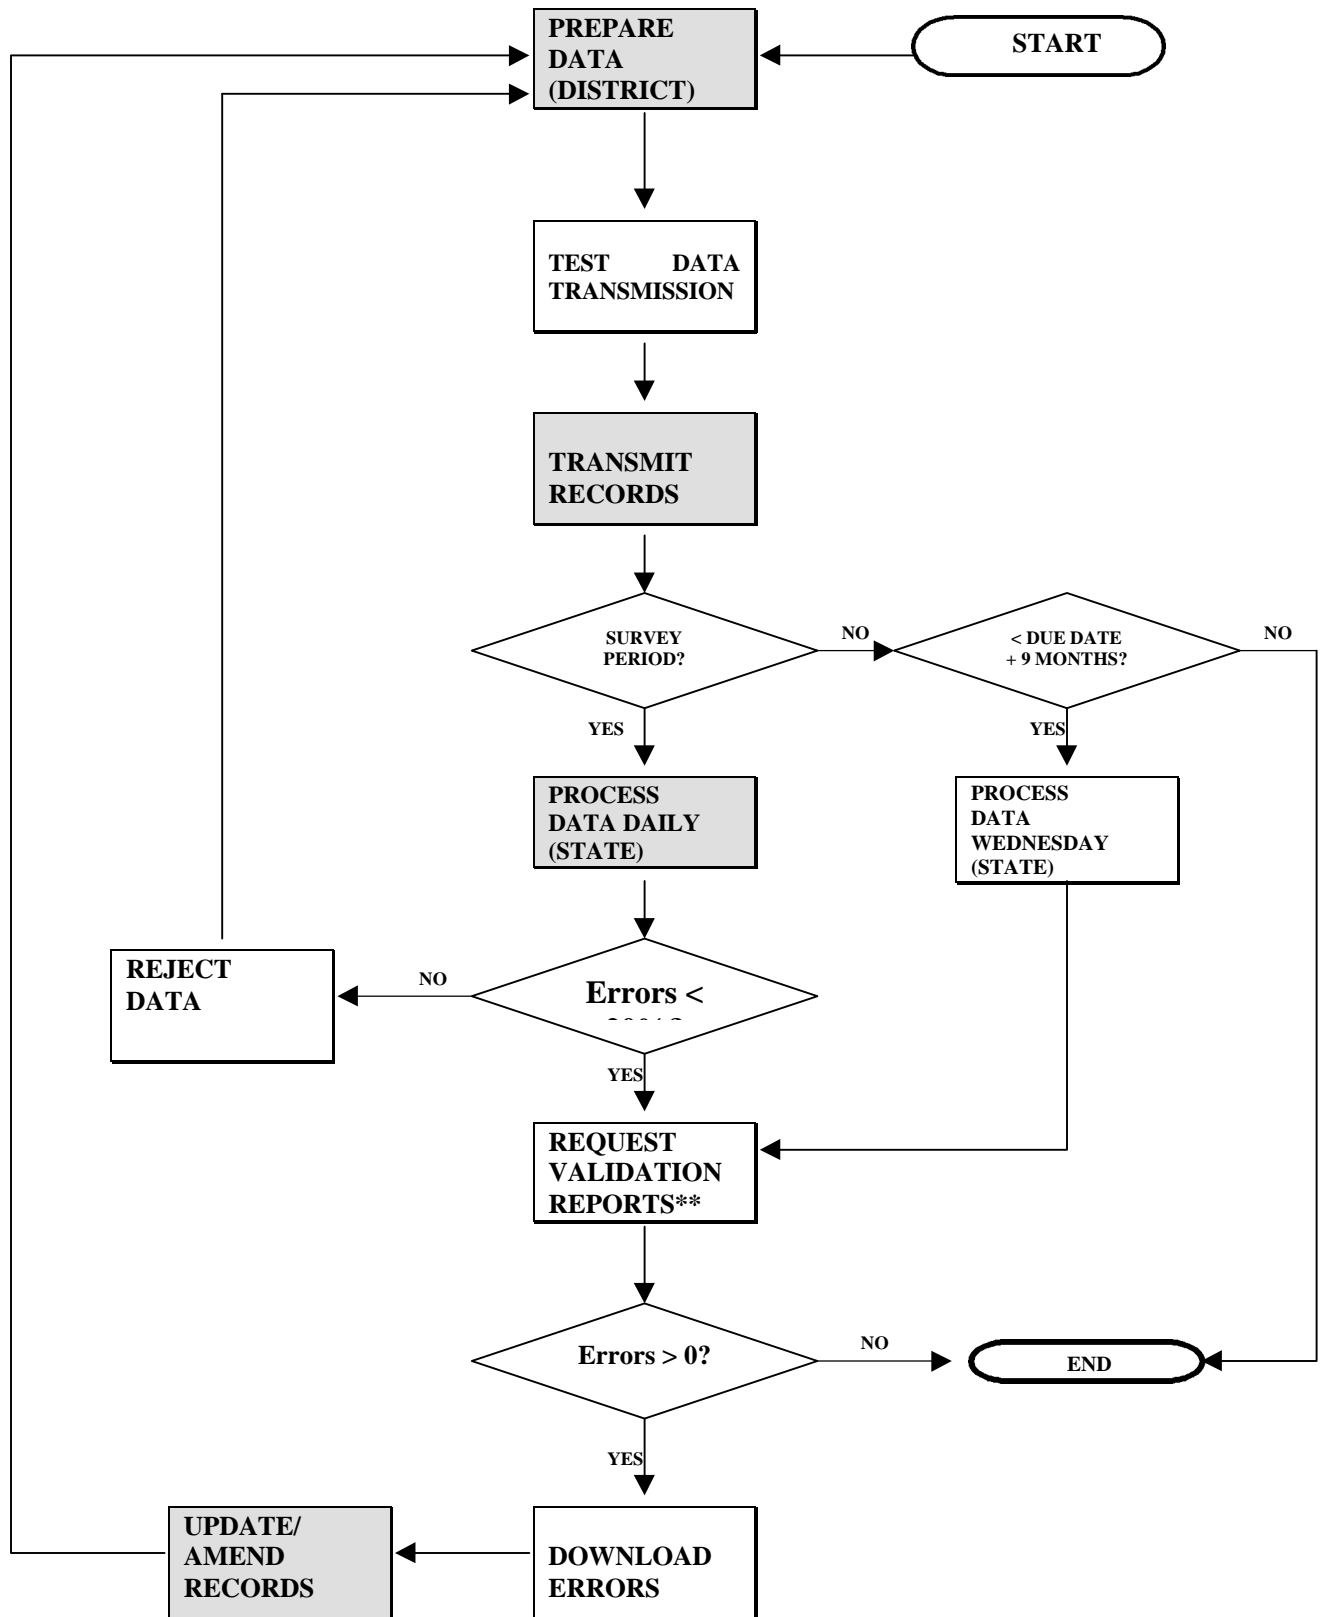 PREPARE
DATA
(DISTRICT)
START
TEST DATA
TRANSMISSION
TRANSMIT
RECORDS
SURVEY
PERIOD?
NO
< DUE DATE
+ 9 MONTHS?
NO
YES
YES
PROCESS
DATA DAILY
(STATE)
PROCESS
DATA
WEDNESDAY
(STATE)
REJECT
DATA
NO
Errors <
YES
REQUEST
VALIDATION
REPORTS**
Errors > 0?
NO
END
YES
UPDATE/
AMEND
RECORDS
DOWNLOAD
ERRORS